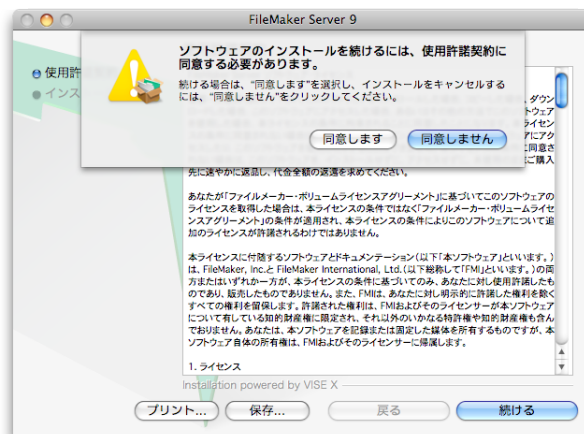 FileMaker Server 9
使用許
インス
ソフトウェアのインストールを続けるには、使用許諾契約に
同意する必要があります。
続ける場合は、“同意します”を選択し、インストールをキャンセルする
には、“同意しません”をクリックしてください。
同意します
同意しません
、ダウン
トウェア
ライセン
にアク
に同意さ
ご購入
先に速やかに返品し、代金全額の返還を求めてください。
あなたが「ファイルメーカー・ボリュームライセンスアグリーメント」に基づいてこのソフトウェアの
ライセンスを取得した場合は、本ライセンスの条件ではなく「ファイルメーカー・ボリュームライセ
ンスアグリーメント」の条件が適用され、本ライセンスの条件によりこのソフトウェアについて追
加のライセンスが許諾されるわけではありません。
本ライセンスに付随するソフトウェアとドキュメンテーション(以下「本ソフトウェア」といいます。)
は、FileMaker, Inc.と FileMaker International, Ltd.(以下総称して「FMI」といいます。)の両
方またはいずれか一方が、本ライセンスの条件に基づいてのみ、あなたに対し使用許諾したも
のであり、販売したものでありません。また、FMIは、あなたに対し明示的に許諾した権利を除く
すべての権利を留保します。許諾された権利は、FMIおよびそのライセンサーが本ソフトウェア
について有している知的財産権に限定され、それ以外のいかなる特許権や知的財産権も含ん
でおりません。あなたは、本ソフトウェアを記録または固定した媒体を所有するものですが、本
ソフトウェア自体の所有権は、FMIおよびそのライセンサーに帰属します。
1. ライセンス
Installation powered by VISE X
プリント...
保存...
戻る
続ける